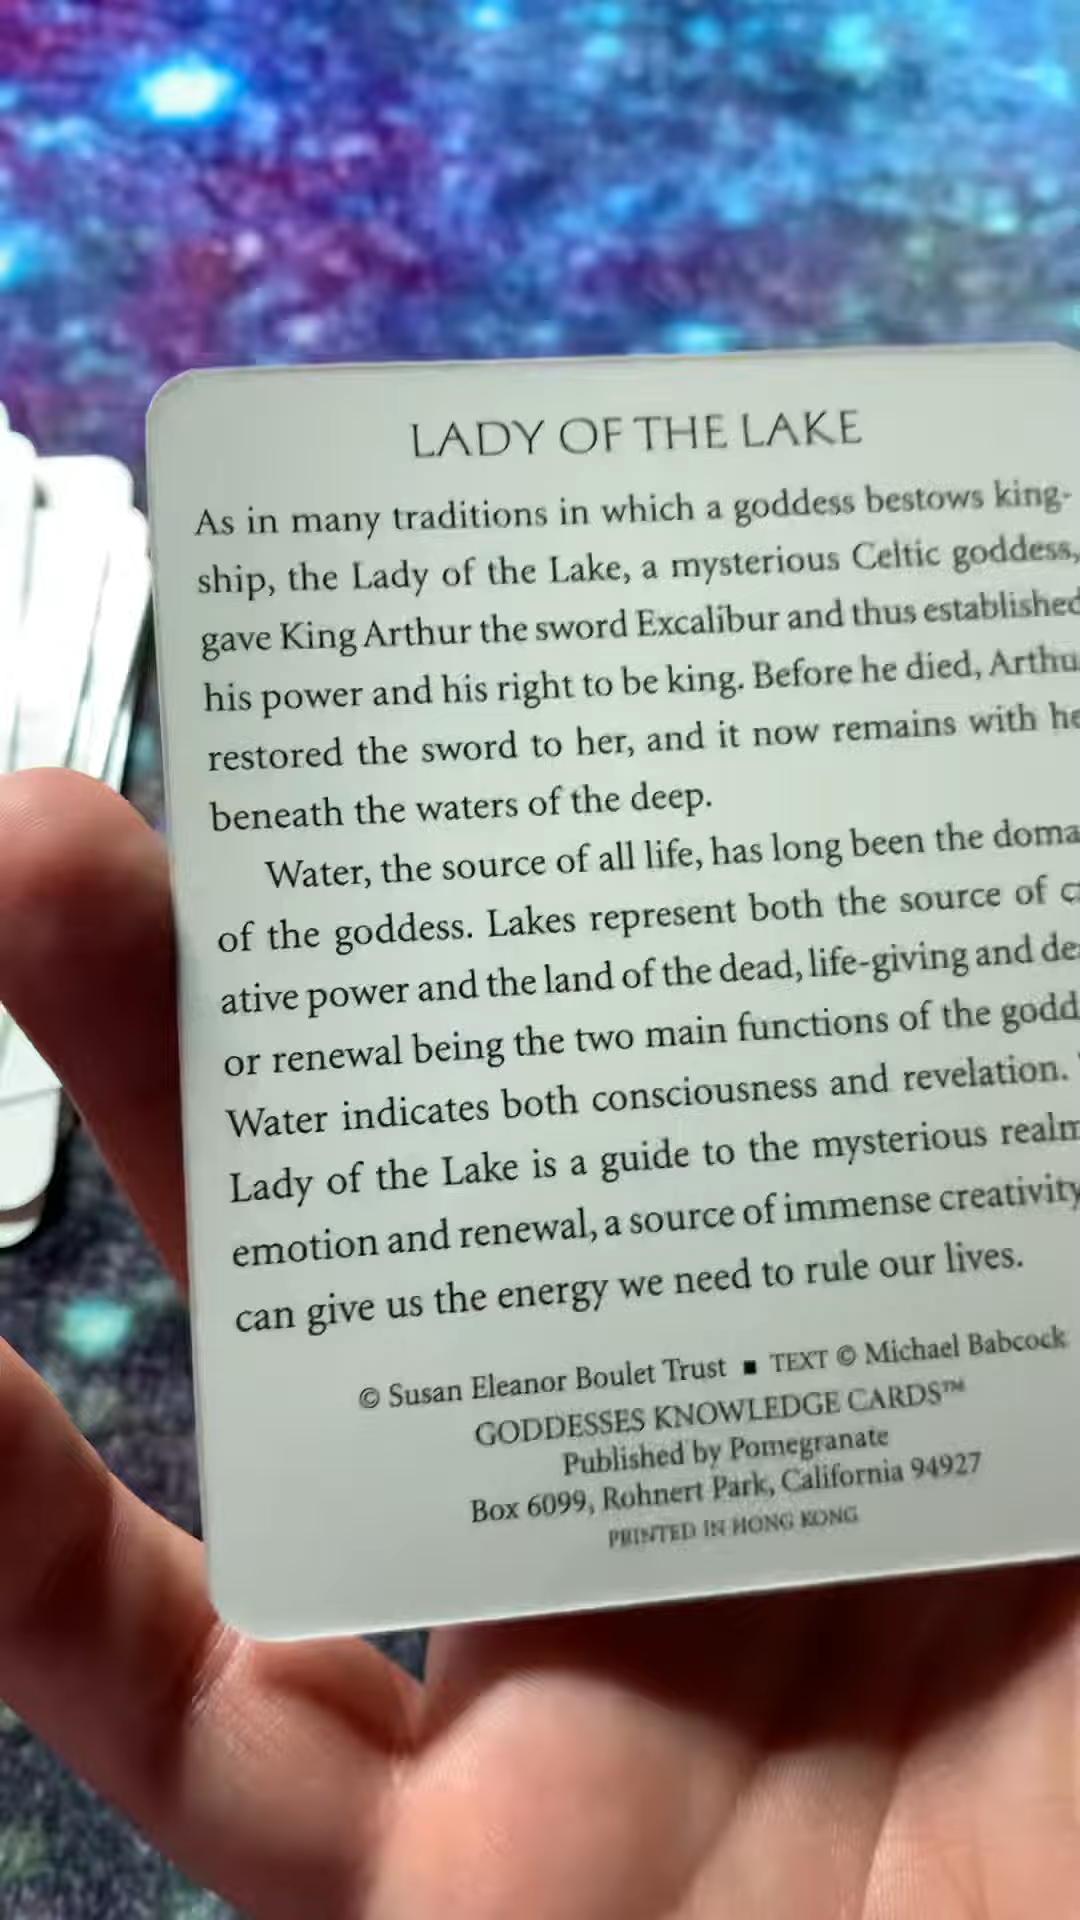 LADY OF THE LAKE
As in many traditions in which a goddess bestows king-
ship, the Lady of the Lake, a mysterious Celtic goddess,
gave King Arthur the sword Excalibur and thus established
his power and his right to be king. Before he died, Arthu
restored the sword to her, and it now remains with he
beneath the waters of the deep.
Water, the source of all life, has long been the doma
of the goddess. Lakes represent both the source of c
ative power and the land of the dead, life-giving and de
or renewal being the two main functions of the godd
Water indicates both consciousness and revelation.
Lady of the Lake is a guide to the mysterious realm
emotion and renewal, a source of immense creativity
can give us the energy we need to rule our lives.
© Susan Eleanor Boulet Trust ■ TEXT © Michael Babcock
GODDESSES KNOWLEDGE CARDS™
Published by Pomegranate
Box 6099, Rohnert Park, California 94927
PRINTED IN HONG KONG